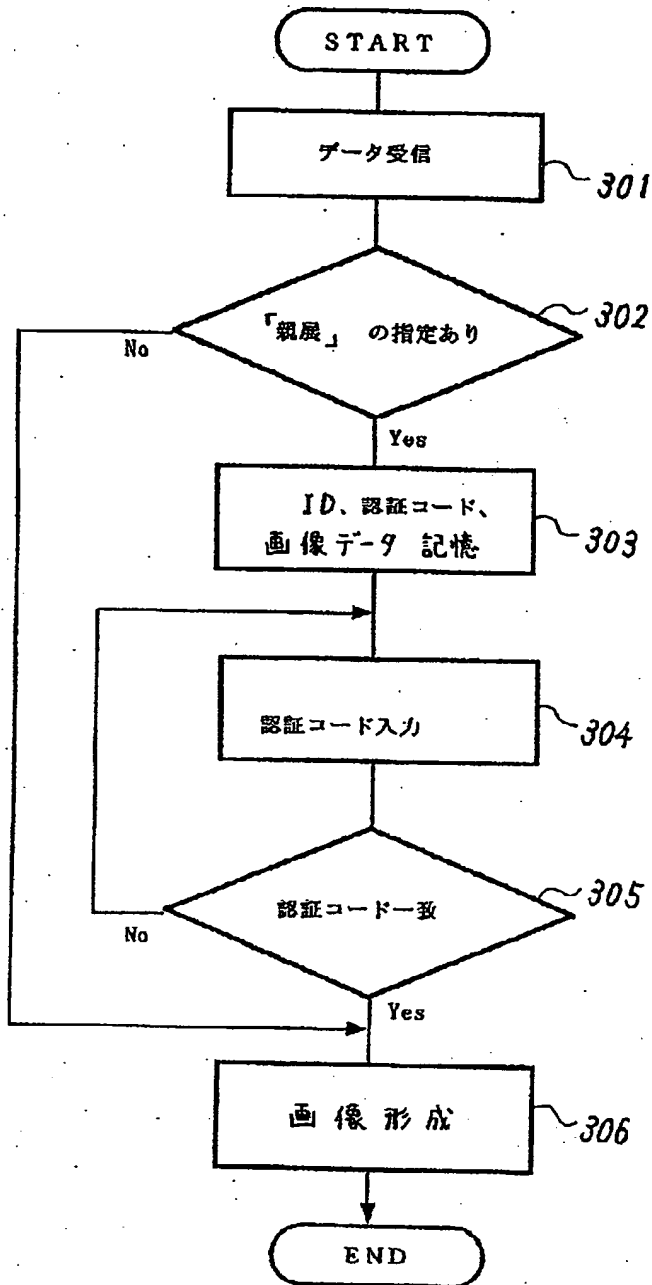 START
データ受信
301
「親展」 の指定あり
302
No
Yes
ID、認証コード、
画像データ 記憶
303
認証コード入力
304
認証コード一致
305
No
Yes
画像形成
306
END